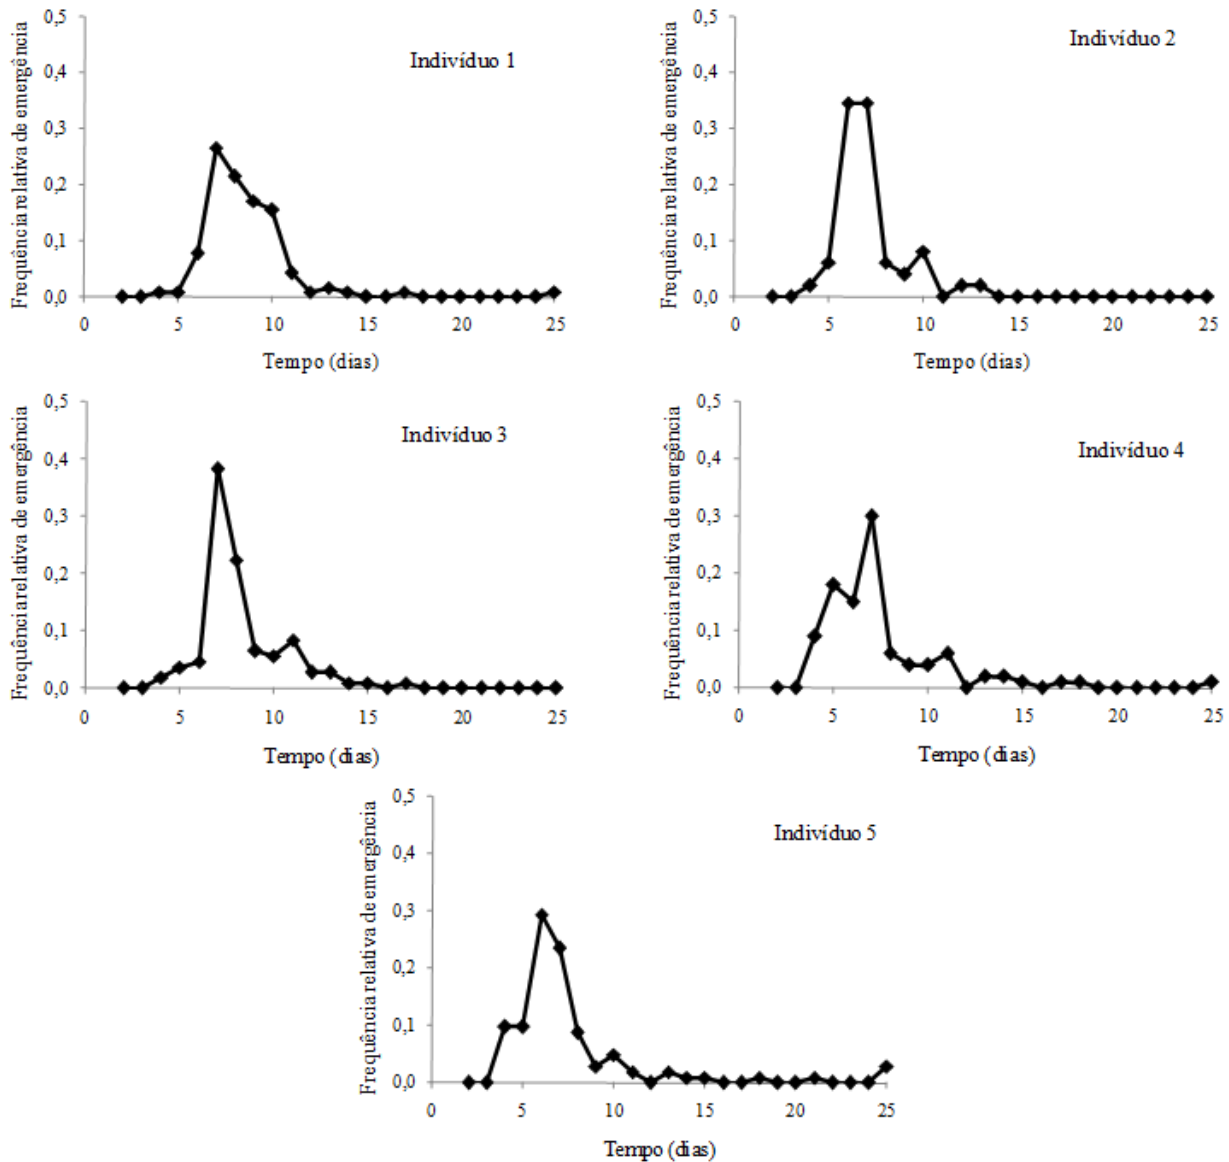 Indivíduo 1
Frequência relativa de emergência
0,5
0,4
0,3
0,2
0,1
0,0
0 5 10 15 20 25
Tempo (dias)
Indivíduo 2
Frequência relativa de emergência
0,5
0,4
0,3
0,2
0,1
0,0
0 5 10 15 20 25
Tempo (dias)
Indivíduo 3
Frequência relativa de emergência
0,5
0,4
0,3
0,2
0,1
0,0
0 5 10 15 20 25
Tempo (dias)
Indivíduo 4
Frequência relativa de emergência
0,5
0,4
0,3
0,2
0,1
0,0
0 5 10 15 20 25
Tempo (dias)
Indivíduo 5
Frequência relativa de emergência
0,5
0,4
0,3
0,2
0,1
0,0
0 5 10 15 20 25
Tempo (dias)